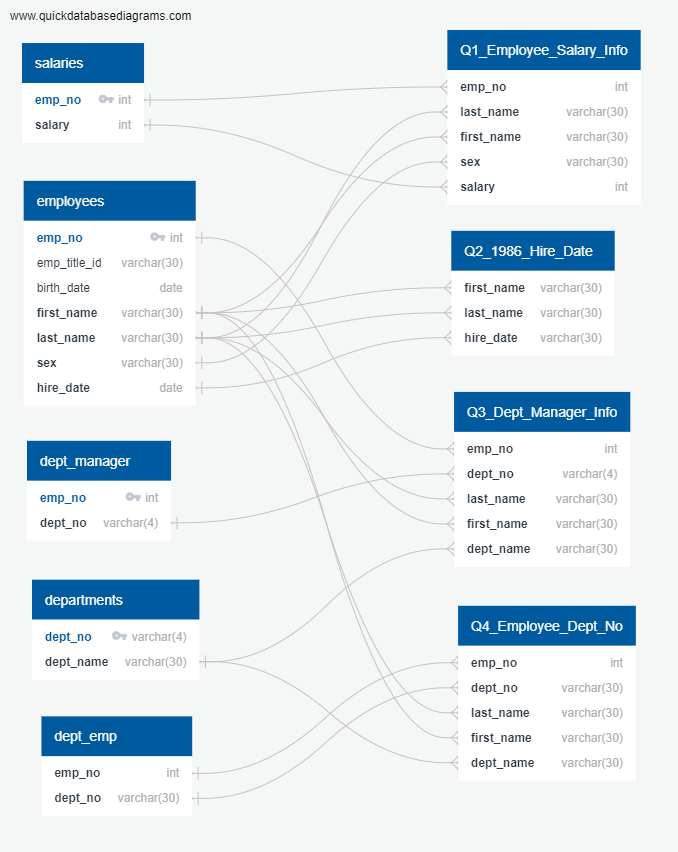 www.quickdatabasediagrams.com
salaries
emp_no int
salary int
employees
emp_no int
emp_title_id varchar(30)
birth_date date
first_name varchar(30)
last_name varchar(30)
sex varchar(30)
hire_date date
dept_manager
emp_no int
dept_no varchar(4)
departments
dept_no varchar(4)
dept_name varchar(30)
dept_emp
emp_no int
dept_no varchar(30)
Q1_Employee_Salary_Info
emp_no int
last_name varchar(30)
first_name varchar(30)
sex varchar(30)
salary int
Q2_1986_Hire_Date
first_name varchar(30)
last_name varchar(30)
hire_date varchar(30)
Q3_Dept_Manager_Info
emp_no int
dept_no varchar(4)
last_name varchar(30)
first_name varchar(30)
dept_name varchar(30)
Q4_Employee_Dept_No
emp_no int
dept_no varchar(30)
last_name varchar(30)
first_name varchar(30)
dept_name varchar(30)